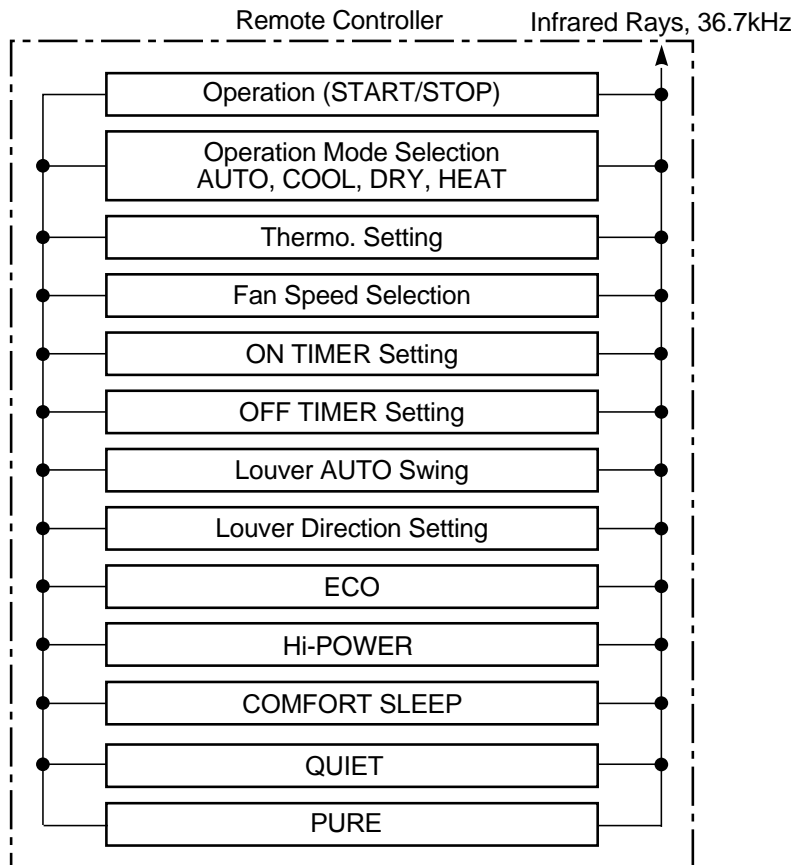 Remote Controller
Infrared Rays, 36.7kHz
Operation (START/STOP)
Operation Mode Selection
AUTO, COOL, DRY, HEAT
Thermo. Setting
Fan Speed Selection
ON TIMER Setting
OFF TIMER Setting
Louver AUTO Swing
Louver Direction Setting
ECO
Hi-POWER
COMFORT SLEEP
QUIET
PURE